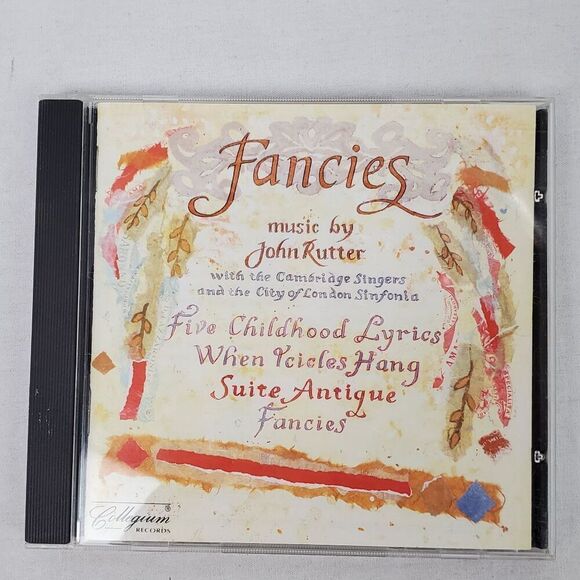 Fancies
music by
John Rutter
with the Cambridge Singers
and the City of London Sinfonia
Five Childhood Lyrics
When Icicles Hang
Suite Antique
Fancies
Collegium®
RECORDS